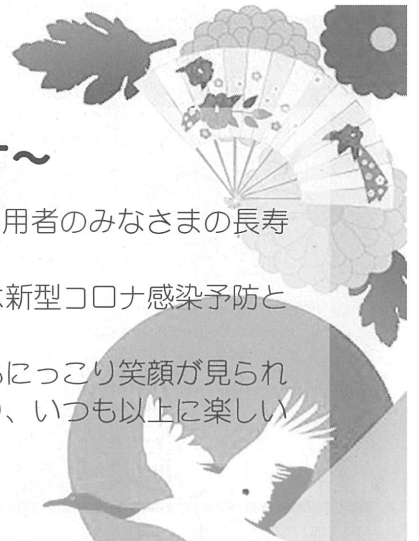 ～
用者のみなさまの長寿
新型コロナ感染予防と
にっこり笑顔が見られ
、いつも以上に楽しい